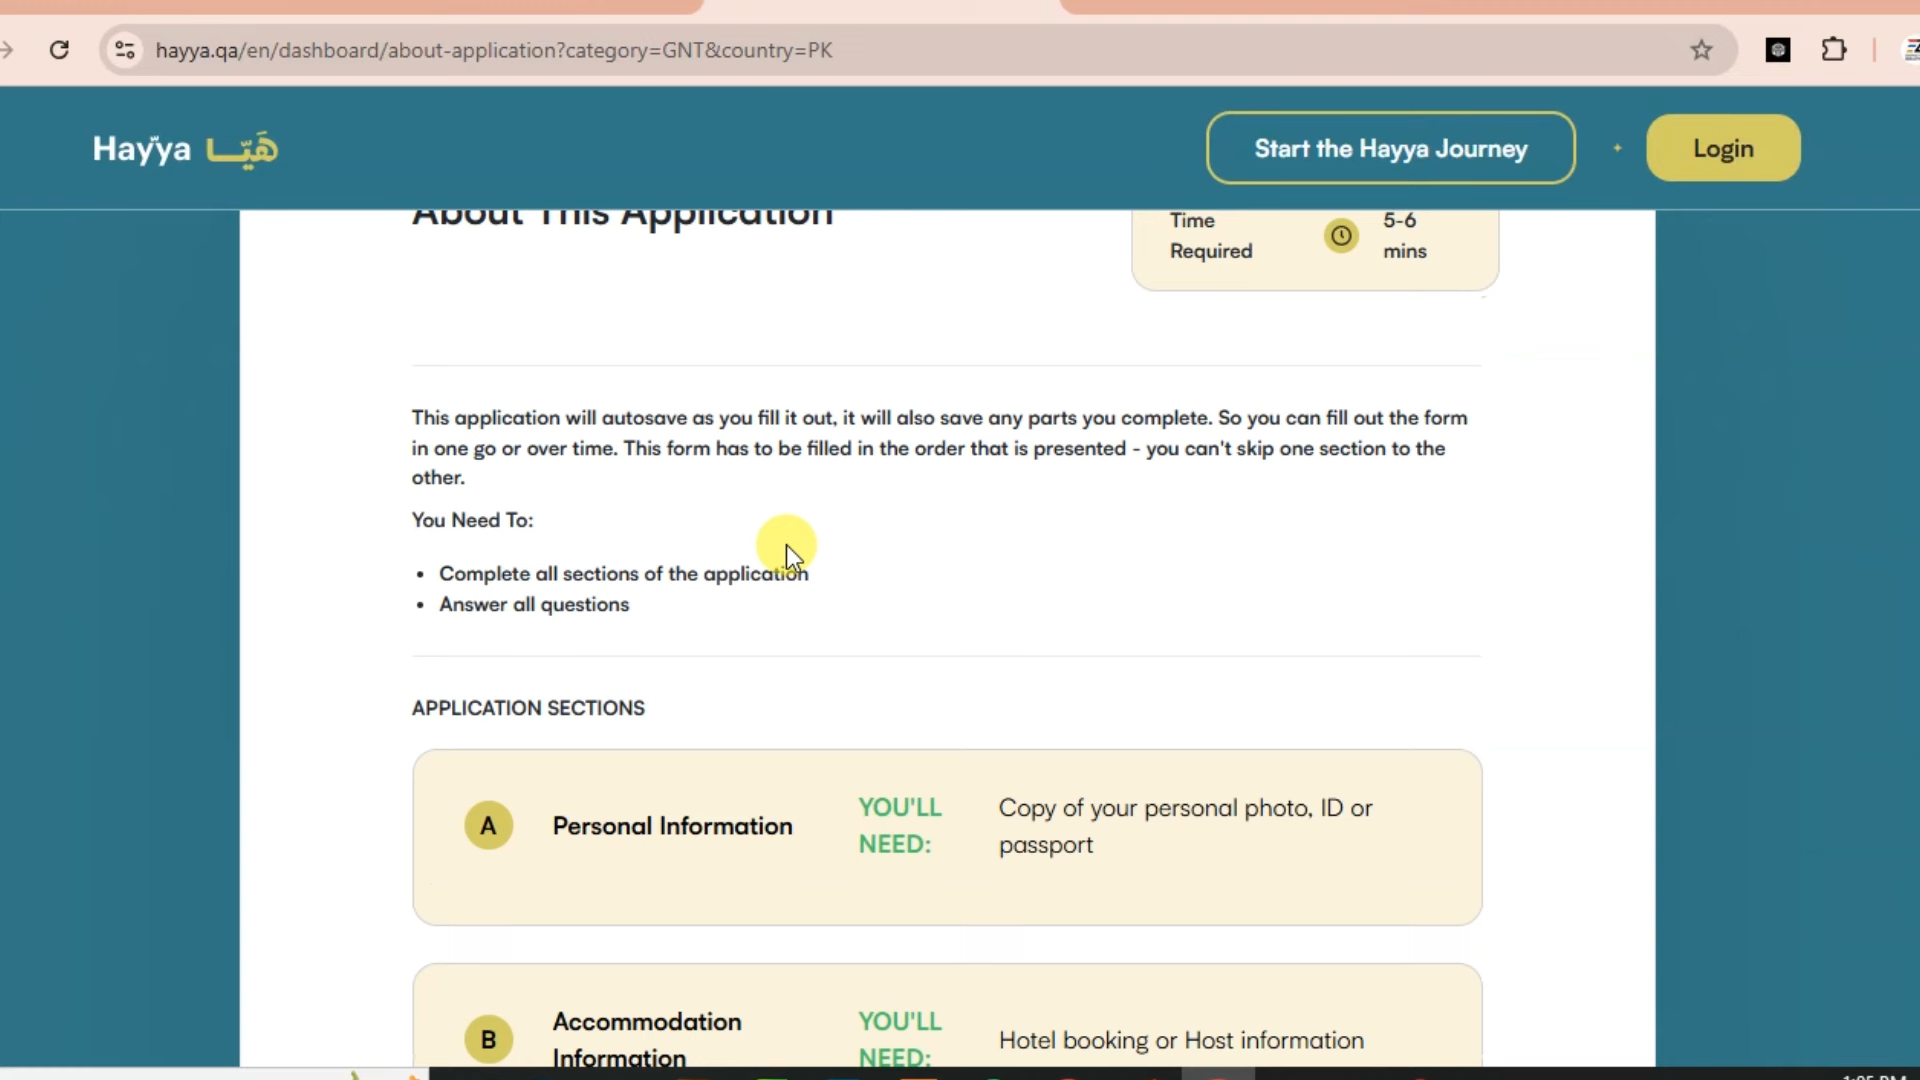 hayya.qa/en/dashboard/about-application?category=GNT&country=PK
Hayya هَيّا
Start the Hayya Journey
Login
About This Application
Time
Required
5-6
mins
This application will autosave as you fill it out, it will also save any parts you complete. So you can fill out the form
in one go or over time. This form has to be filled in the order that is presented - you can't skip one section to the
other.
You Need To:
• Complete all sections of the application
• Answer all questions
APPLICATION SECTIONS
A
Personal Information
YOU'LL
NEED:
Copy of your personal photo, ID or
passport
B
Accommodation
Information
YOU'LL
NEED:
Hotel booking or Host information